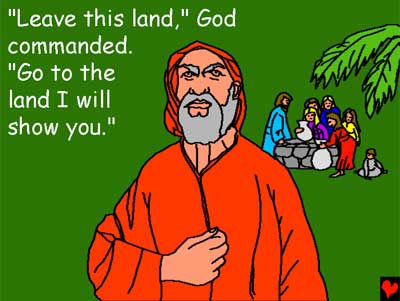 "Leave this land," God
commanded.
"Go to the
land I will
show you."